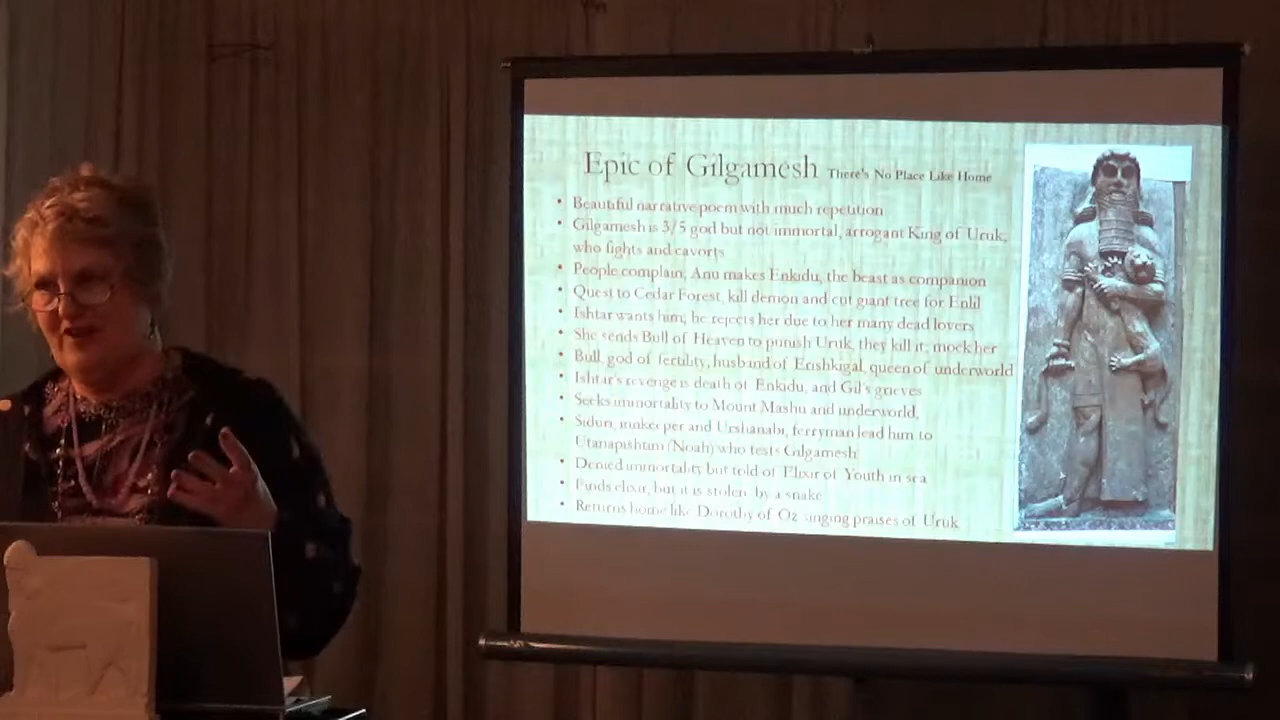 Epic of Gilgamesh There's No Place Like Home
• Beautiful narrative poem with much repetition
• Gilgamesh is 3/5 god but not immortal, arrogant King of Uruk,
who fights and cavorts
• People complain, Anu makes Enkidu, the beast as companion
• Quest to Cedar Forest, kill demon and cut giant tree for Enlil
• Ishtar wants him, he rejects her due to her many dead lovers
• She sends Bull of Heaven to punish Uruk, they kill it, mock her
• Bull, god of fertility, husband of Erishkigal, queen of underworld
• Ishtar's revenge is death of Enkidu, and Gil's grieves
• Seeks immortality to Mount Mashu and underworld,
• Siduri, innkeeper and Urshanabi, ferryman lead him to
Utanapishtim (Noah) who tests Gilgamesh
• Denied immortality but told of Elixir of Youth in sea
• Finds elixir, but it is stolen by a snake
• Returns home like Dorothy of Oz singing praises of Uruk